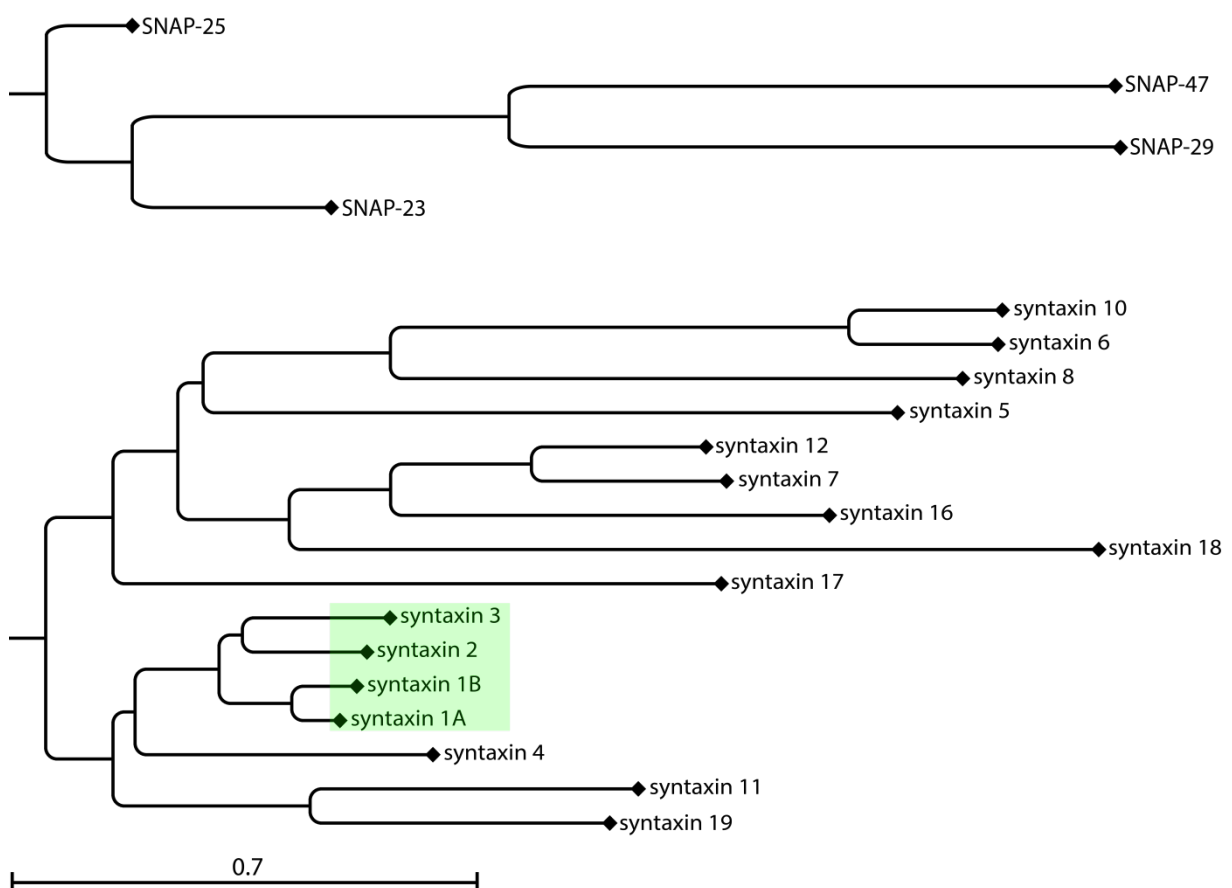 SNAP-25
SNAP-47
SNAP-29
SNAP-23
syntaxin 10
syntaxin 6
syntaxin 8
syntaxin 5
syntaxin 12
syntaxin 7
syntaxin 16
syntaxin 18
syntaxin 17
syntaxin 3
syntaxin 2
syntaxin 1B
syntaxin 1A
syntaxin 4
syntaxin 11
syntaxin 19
0.7